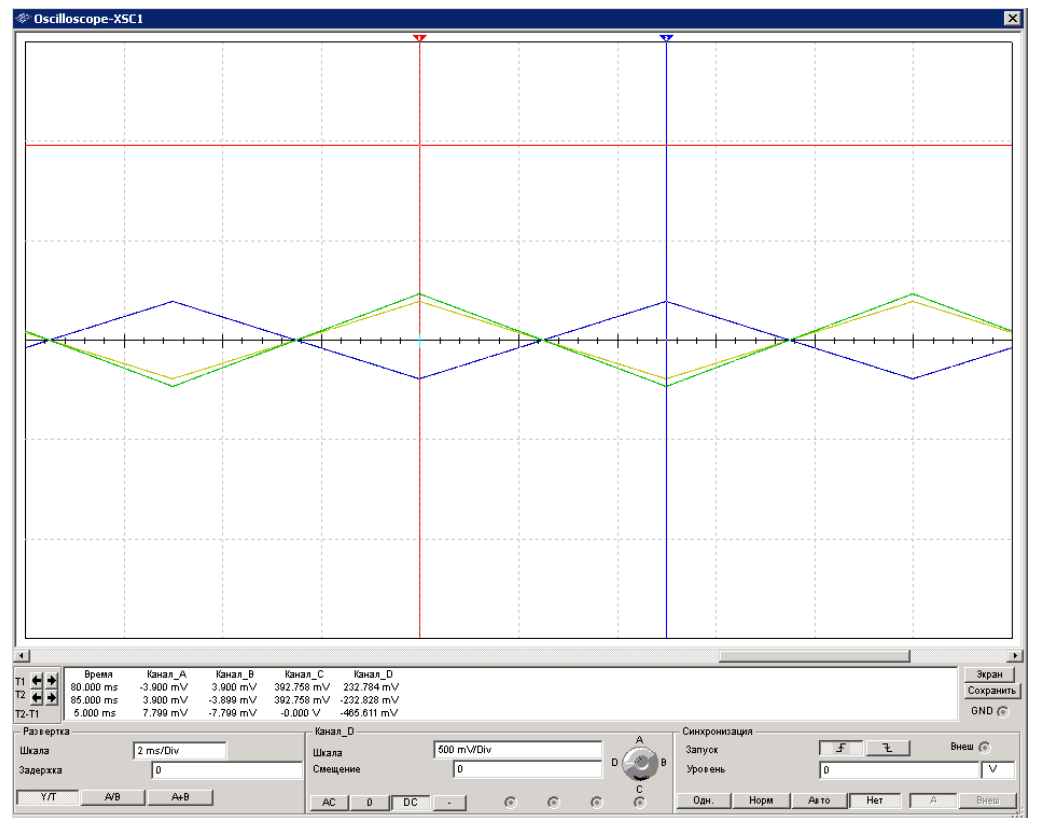 Oscilloscope-XSC1
1
2
Время Канал_A Канал_B Канал_C Канал_D
T1 80.000 ms -3.900 mV 3.900 mV 392.758 mV 232.784 mV
T2 85.000 ms 3.900 mV -3.899 mV 392.758 mV -232.828 mV
T2-T1 5.000 ms 7.799 mV -7.799 mV -0.000 V -465.611 mV
Экран
Сохранить
GND
Развертка
Шкала 2 ms/Div
Задержка 0
Y/T A/B A+B
Канал_D
Шкала 500 mV/Div
Смещение 0
AC 0 DC -
A
D B
C
Синхронизация
Запуск Внеш
Уровень 0 V
Одн. Норм Авто Нет A Внеш